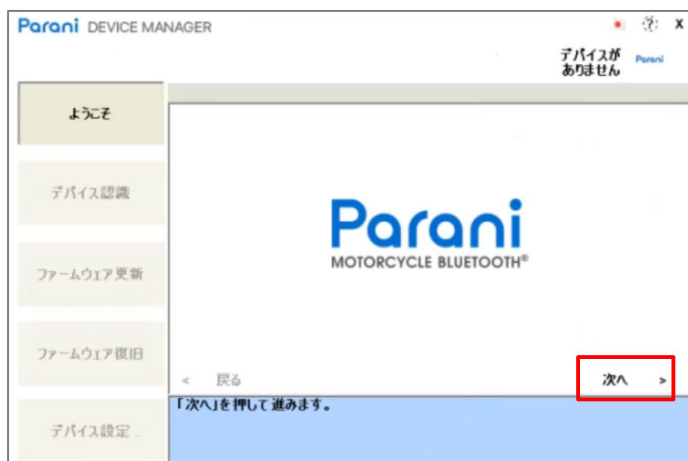 Parani DEVICE MANAGER
X
デバイスが
ありません
Parani
ようこそ
デバイス認識
ファームウェア更新
ファームウェア復旧
デバイス設定 ..
Parani
MOTORCYCLE BLUETOOTH®
< 戻る
次へ >
「次へ」を押して進みます。